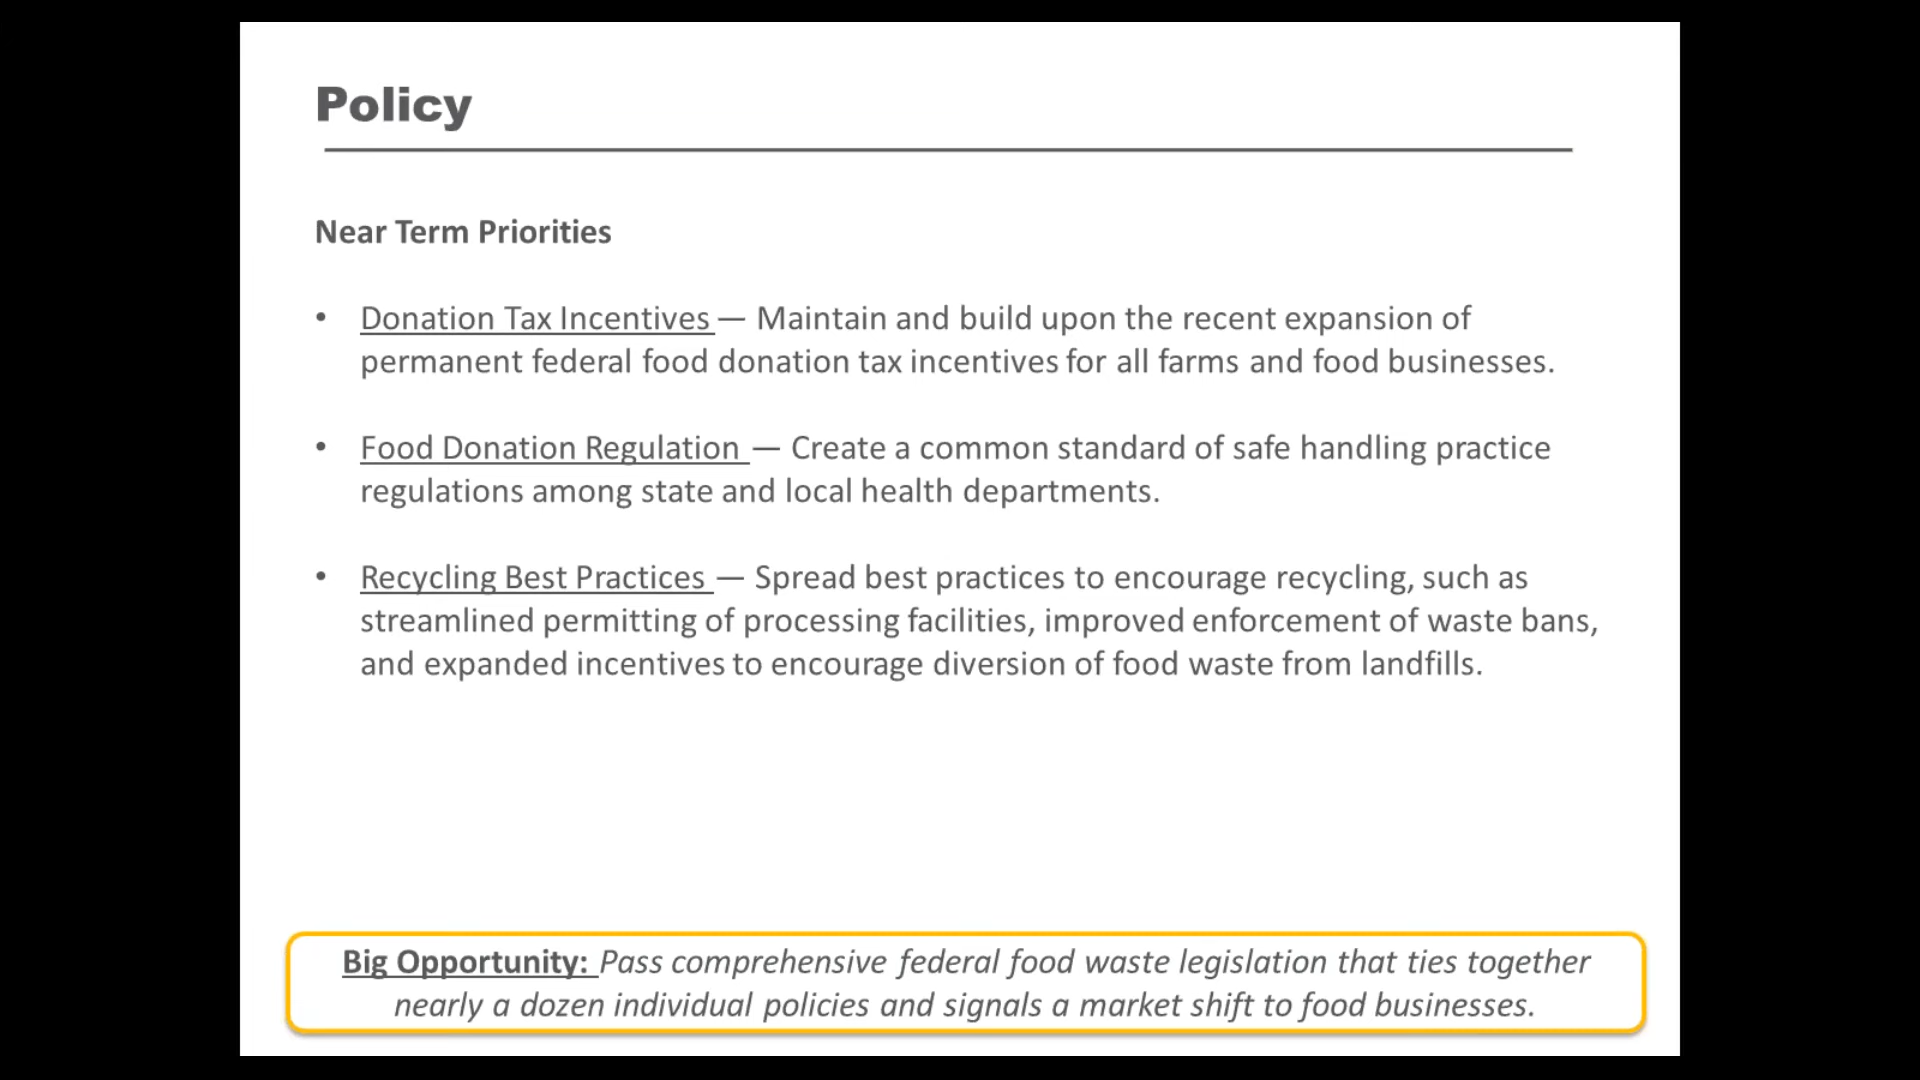 Policy
Near Term Priorities
• Donation Tax Incentives — Maintain and build upon the recent expansion of
permanent federal food donation tax incentives for all farms and food businesses.
• Food Donation Regulation — Create a common standard of safe handling practice
regulations among state and local health departments.
• Recycling Best Practices — Spread best practices to encourage recycling, such as
streamlined permitting of processing facilities, improved enforcement of waste bans,
and expanded incentives to encourage diversion of food waste from landfills.
Big Opportunity: Pass comprehensive federal food waste legislation that ties together
nearly a dozen individual policies and signals a market shift to food businesses.